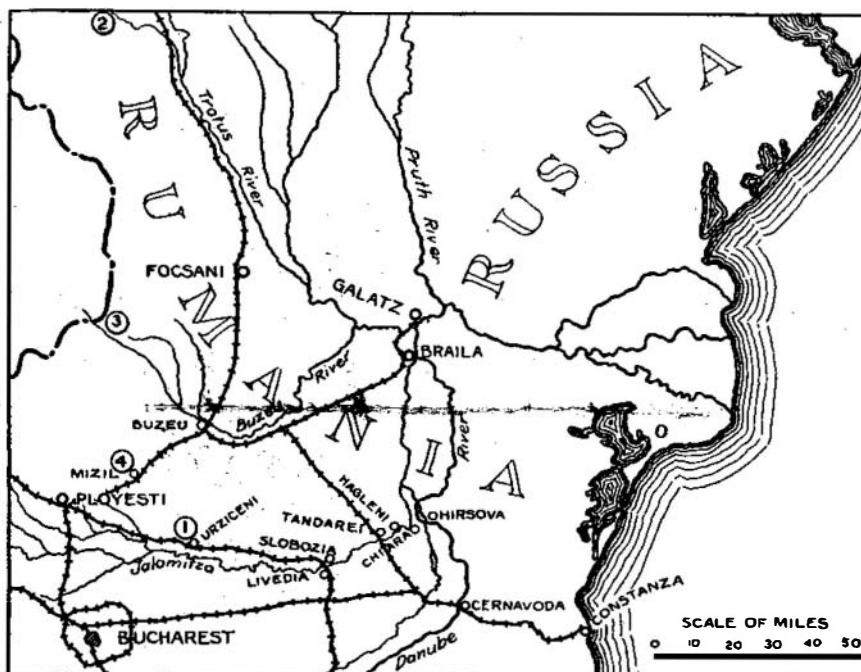 2
RUMANIA
RUSSIA
Trotus River
Pruth River
FOCSANI
GALATZ
3
BRAILA
Buzeu River
River
BUZEU
4
MIZIL
PLOYESTI
HAGLENI
HIRSOVA
TANDAREI
1
URZICENI
CHIARA
SLOBOZIA
Jalomitza
LIVEDIA
CERNAVODA
CONSTANZA
BUCHAREST
Danube
SCALE OF MILES
0 10 20 30 40 50